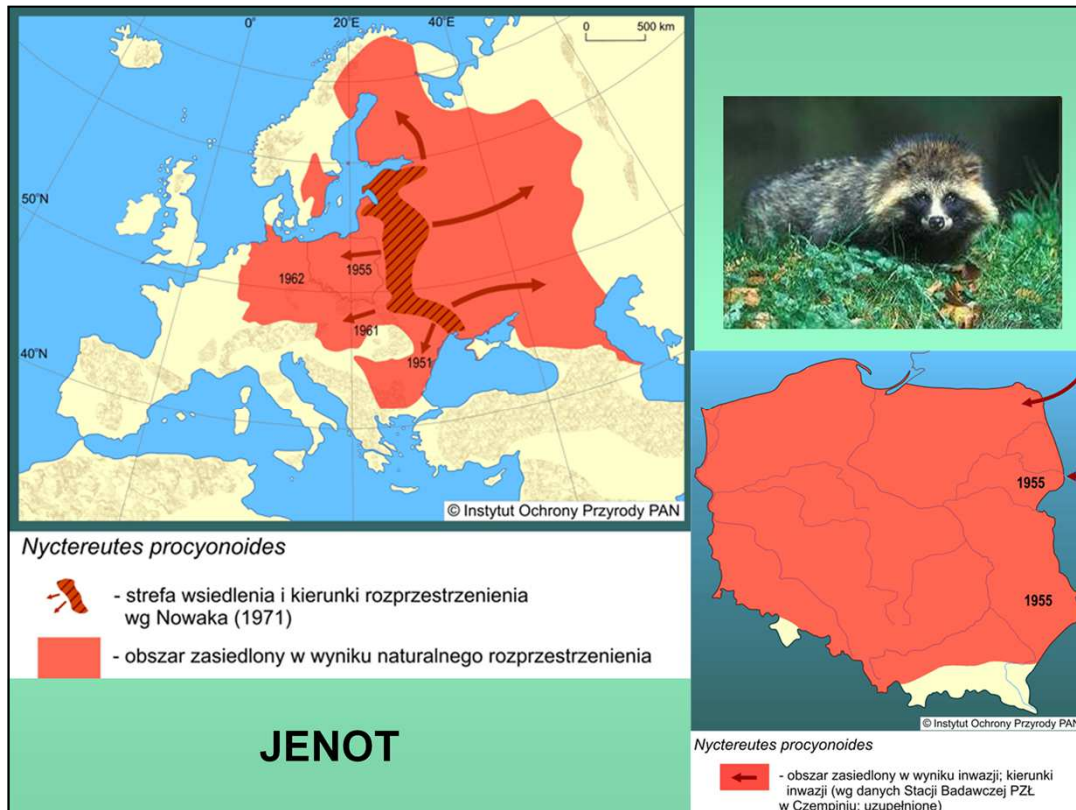 0°
20°E
40°E
0 500 km
50°N
40°N
1962
1955
1961
1951
© Instytut Ochrony Przyrody PAN
Nyctereutes procyonoides
- strefa wsiedlenia i kierunki rozprzestrzenienia
wg Nowaka (1971)
- obszar zasiedlony w wyniku naturalnego rozprzestrzenienia
JENOT
1955
1955
© Instytut Ochrony Przyrody PAN
Nyctereutes procyonoides
- obszar zasiedlony w wyniku inwazji; kierunki
inwazji (wg danych Stacji Badawczej PZŁ
w Czempiniu; uzupełnione)